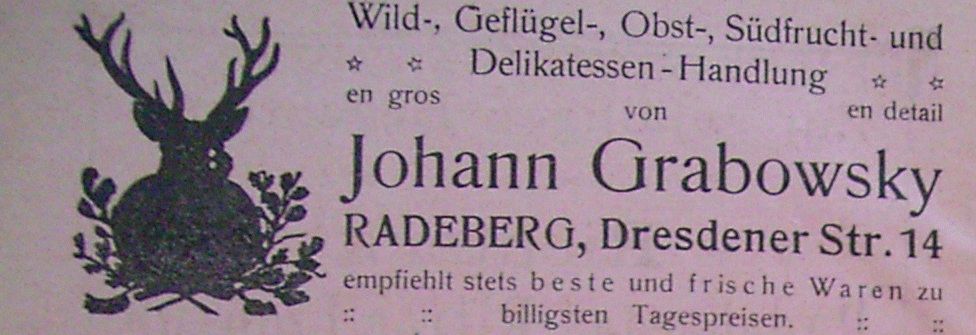 Wild-, Geflügel-, Obst-, Südfrucht- und
☆ ☆ Delikatessen-Handlung ☆ ☆
en gros von en detail
Johann Grabowsky
RADEBERG, Dresdener Str. 14
empfiehlt stets beste und frische Waren zu
:: :: billigsten Tagespreisen. :: ::